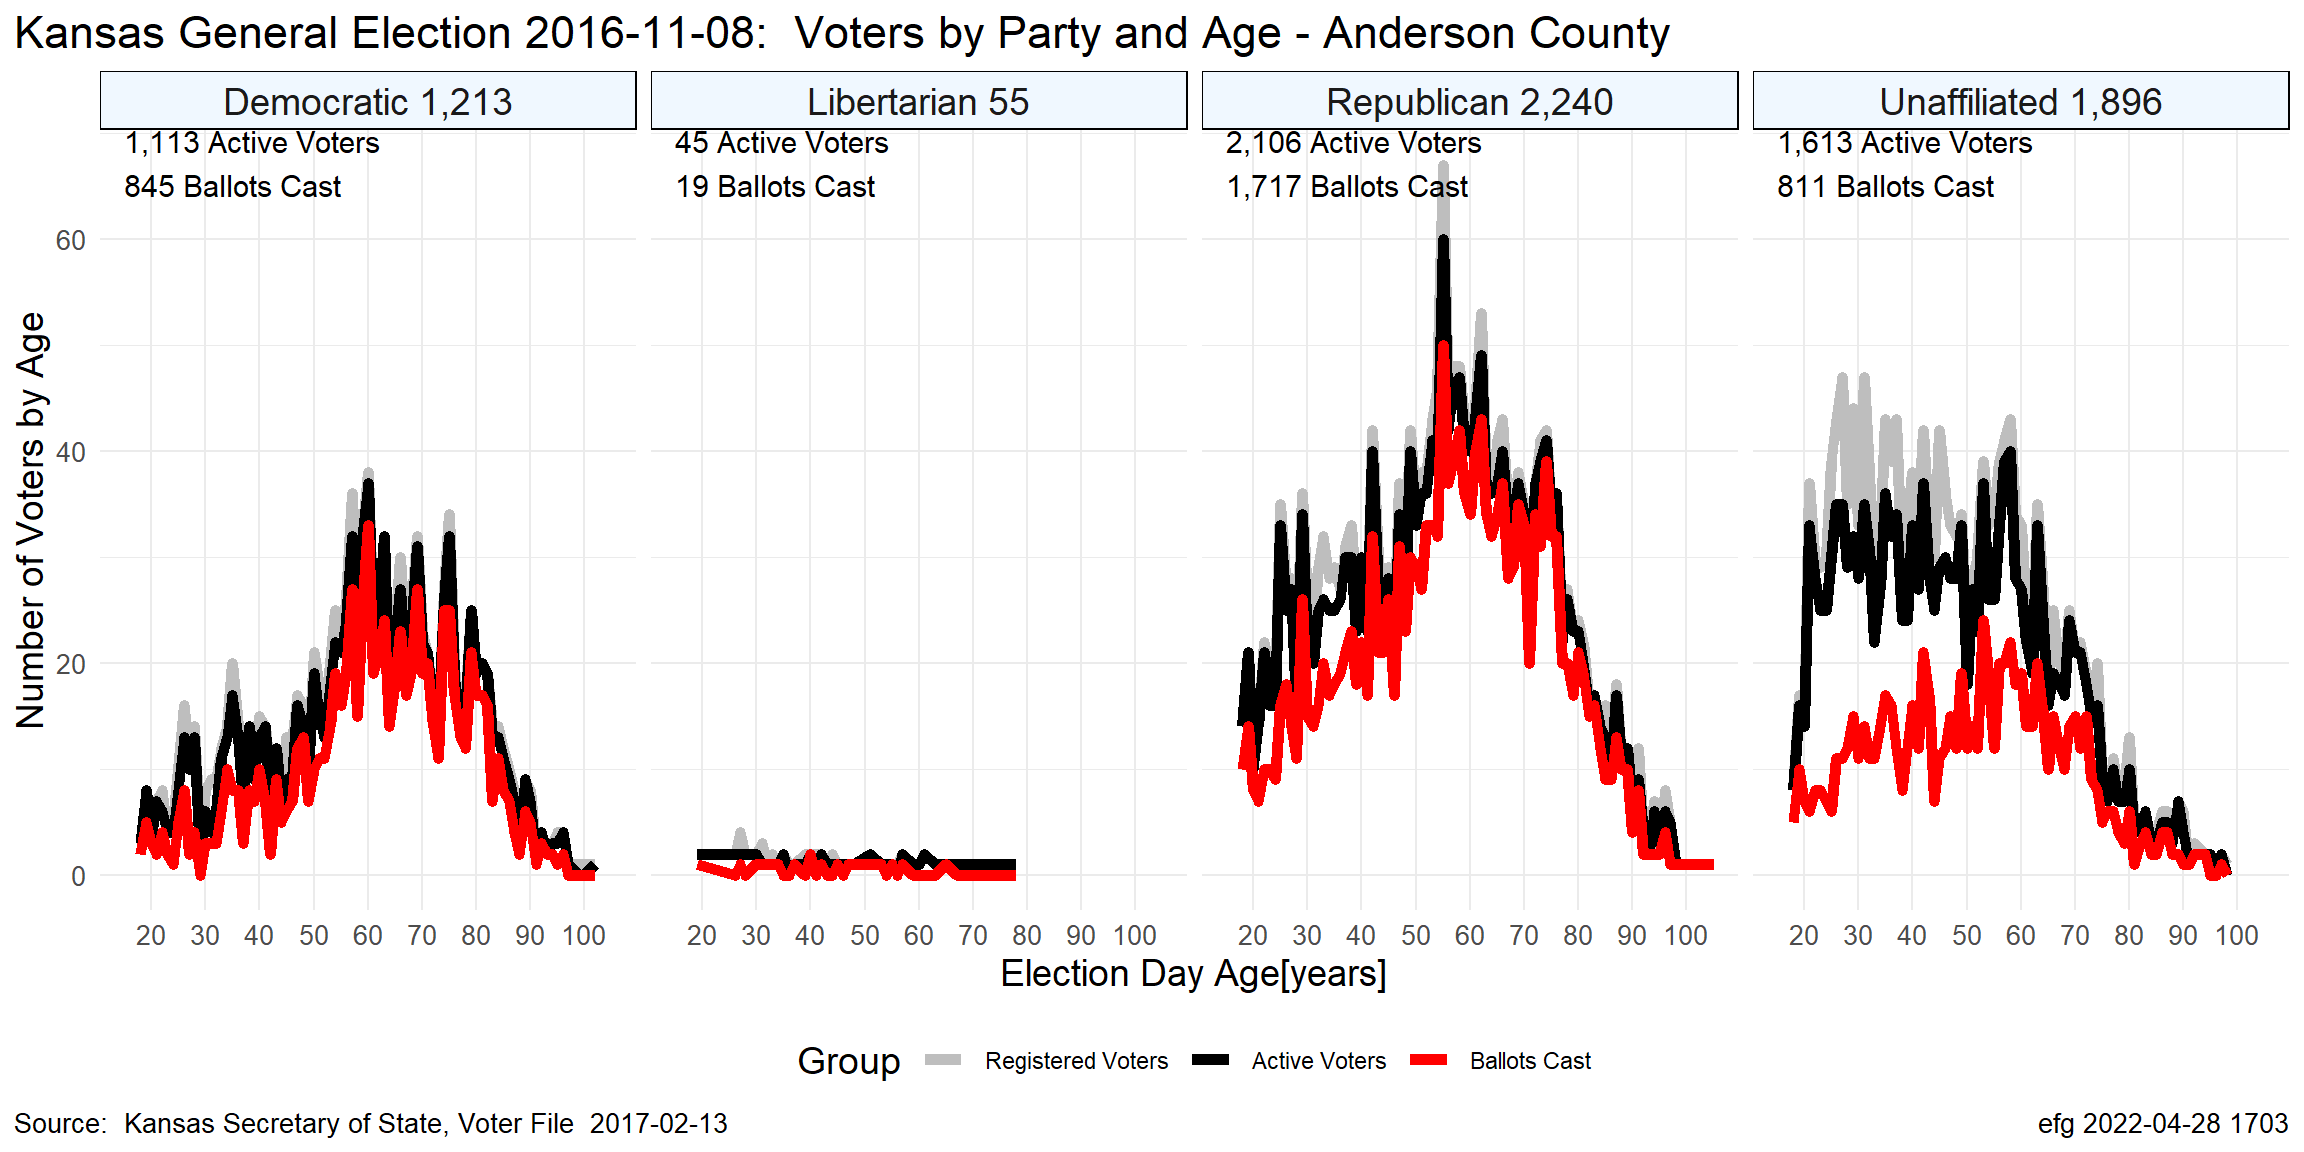 Kansas General Election 2016-11-08:  Voters by Party and Age - Anderson County
Democratic 1,213
Libertarian 55
Republican 2,240
Unaffiliated 1,896
1,113 Active Voters
845 Ballots Cast
45 Active Voters
19 Ballots Cast
2,106 Active Voters
1,717 Ballots Cast
1,613 Active Voters
811 Ballots Cast
Number of Voters by Age
60
40
20
0
20 30 40 50 60 70 80 90 100
20 30 40 50 60 70 80 90 100
20 30 40 50 60 70 80 90 100
20 30 40 50 60 70 80 90 100
Election Day Age[years]
Group Registered Voters Active Voters Ballots Cast
Source:  Kansas Secretary of State, Voter File  2017-02-13
efg 2022-04-28 1703